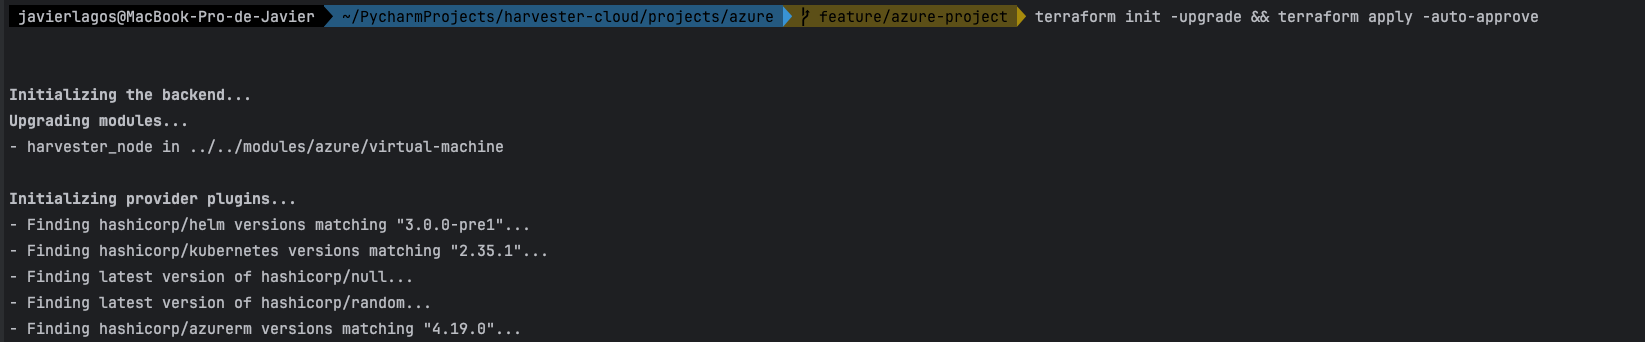 javierlagos@MacBook-Pro-de-Javier ~/PycharmProjects/harvester-cloud/projects/azure feature/azure-project terraform init -upgrade && terraform apply -auto-approve
Initializing the backend...
Upgrading modules...
- harvester_node in ../../modules/azure/virtual-machine
Initializing provider plugins...
- Finding hashicorp/helm versions matching "3.0.0-pre1"...
- Finding hashicorp/kubernetes versions matching "2.35.1"...
- Finding latest version of hashicorp/null...
- Finding latest version of hashicorp/random...
- Finding hashicorp/azurerm versions matching "4.19.0"...